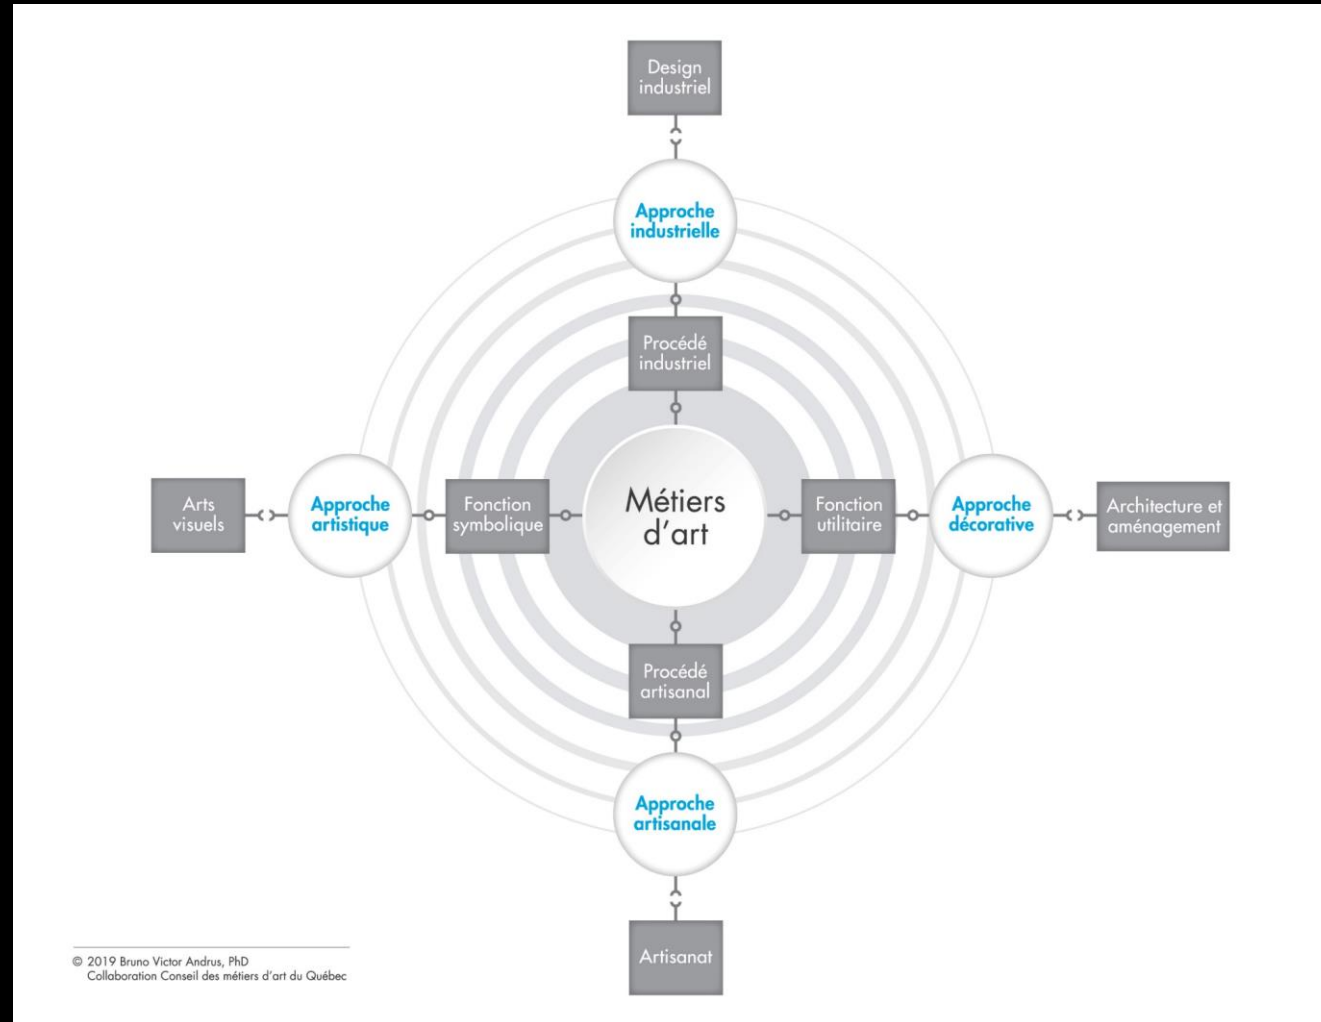 Design
industriel
Approche
industrielle
Procédé
industriel
Arts
visuels
Approche
artistique
Fonction
symbolique
Métiers
d'art
Fonction
utilitaire
Approche
décorative
Architecture et
aménagement
Procédé
artisanal
Approche
artisanale
Artisanat
© 2019 Bruno Victor Andrus, PhD
Collaboration Conseil des métiers d'art du Québec